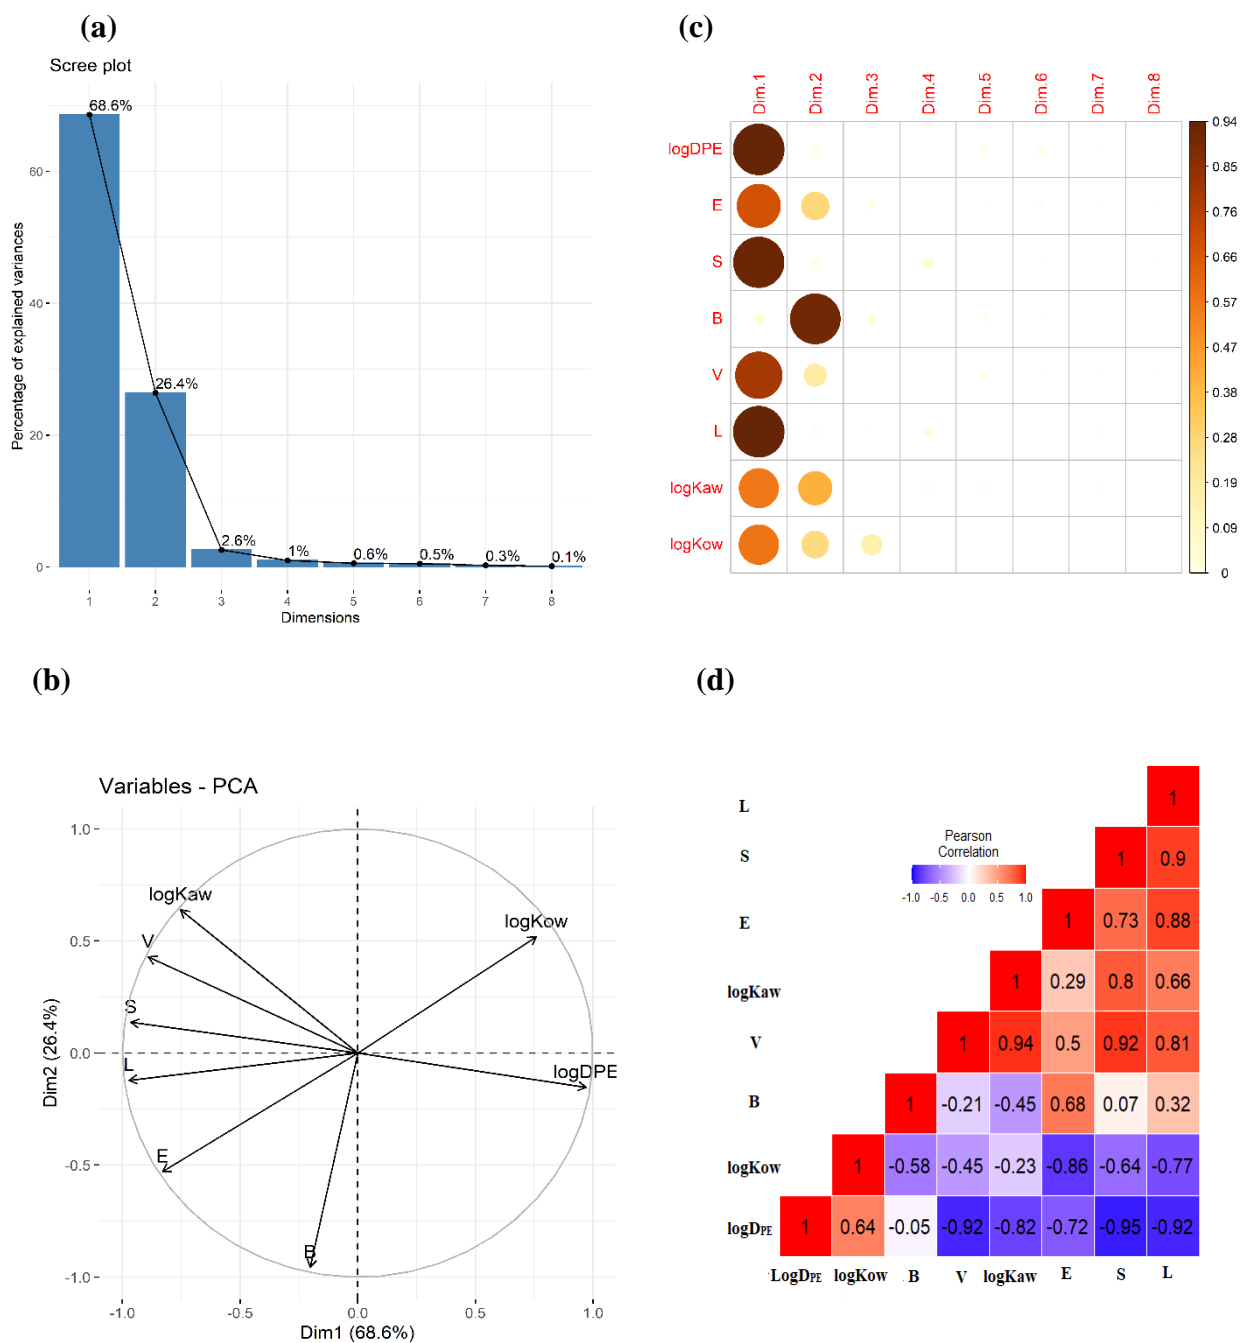 (a)
Scree plot
Percentage of explained variances
60
40
20
0
68.6%
26.4%
2.6%
1%
0.6%
0.5%
0.3%
0.1%
1 2 3 4 5 6 7 8
Dimensions
(c)
Dim.1 Dim.2 Dim.3 Dim.4 Dim.5 Dim.6 Dim.7 Dim.8
logDPE
E
S
B
V
L
logKaw
logKow
0.94
0.85
0.76
0.66
0.57
0.47
0.38
0.28
0.19
0.09
0
(b)
Variables - PCA
Dim2 (26.4%)
1.0
0.5
0.0
-0.5
-1.0
logKaw
logKow
V
S
L
logDPE
E
B
-1.0 -0.5 0.0 0.5 1.0
Dim1 (68.6%)
(d)
Pearson
Correlation
-1.0 -0.5 0.0 0.5 1.0
L 1
S 1 0.9
E 1 0.73 0.88
logKaw 1 0.29 0.8 0.66
V 1 0.94 0.5 0.92 0.81
B 1 -0.21 -0.45 0.68 0.07 0.32
logKow 1 -0.58 -0.45 -0.23 -0.86 -0.64 -0.77
logDPE 1 0.64 -0.05 -0.92 -0.82 -0.72 -0.95 -0.92
LogDPE logKow B V logKaw E S L